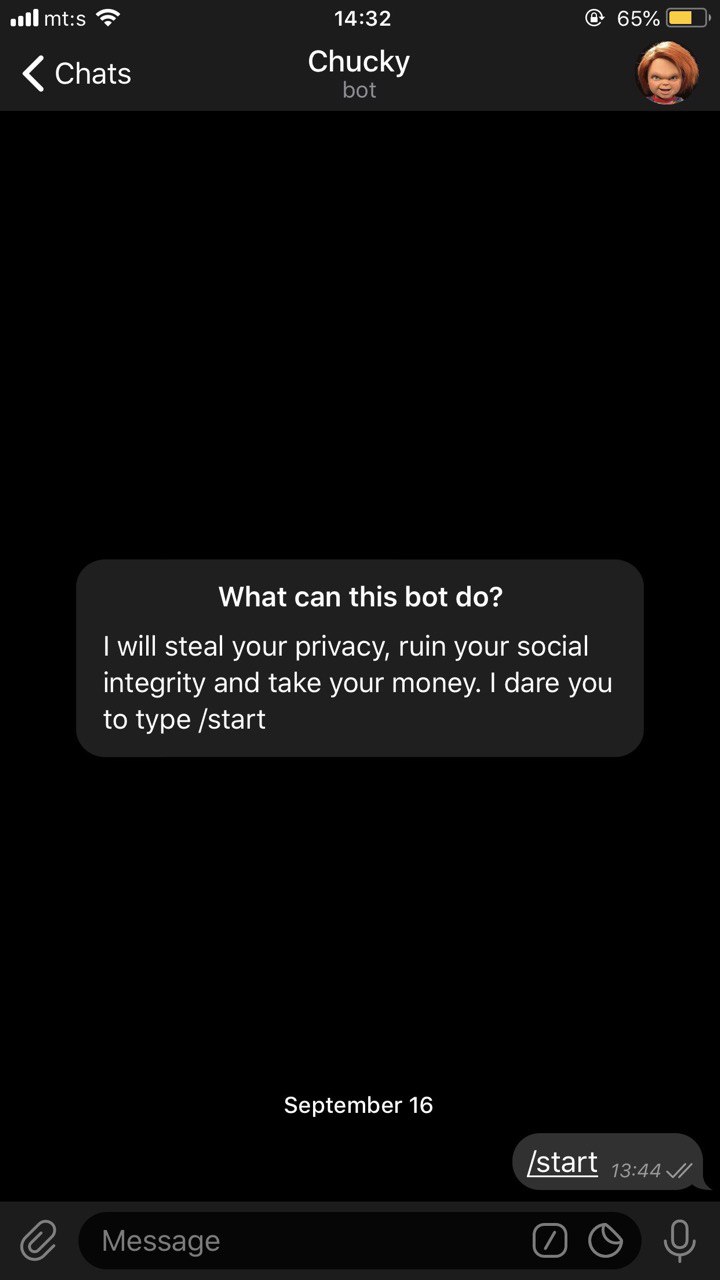 mt:s 14:32 65%
Chats Chucky
bot
What can this bot do?
I will steal your privacy, ruin your social
integrity and take your money. I dare you
to type /start
September 16
/start 13:44
Message